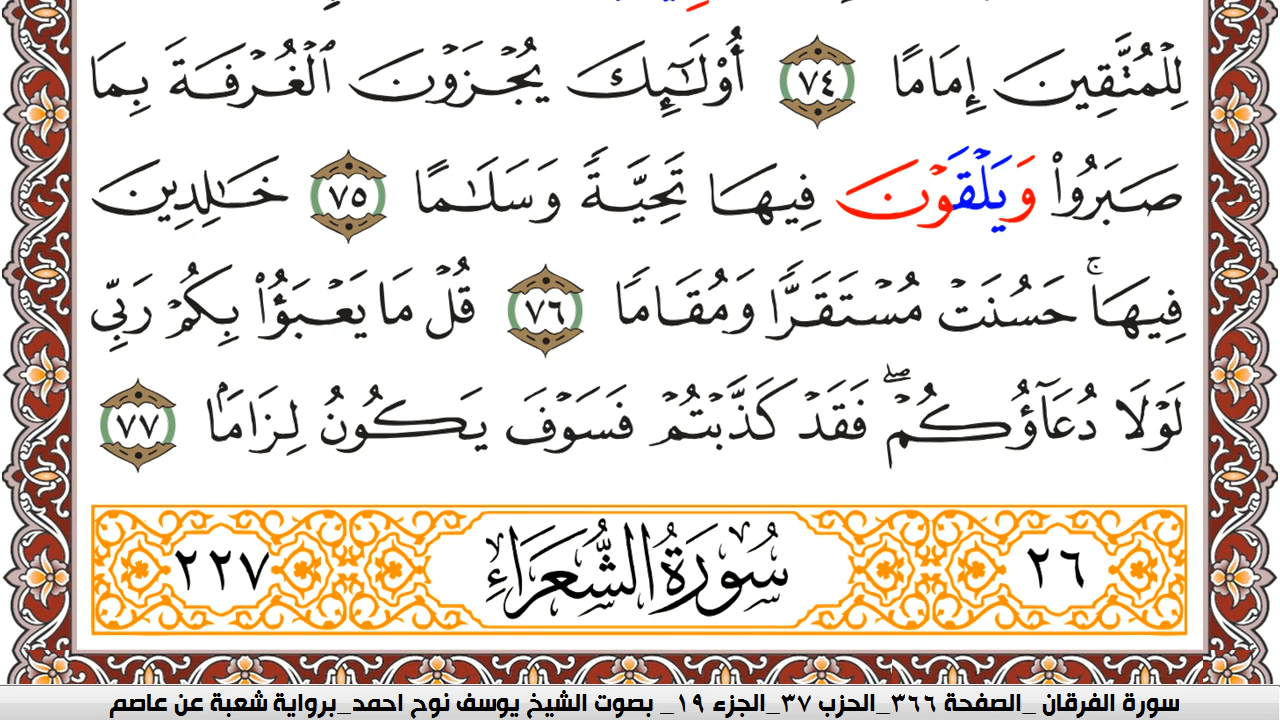 لِلْمُتَّقِينَ إِمَامًا ٧٤ أُوْلَٰٓئِكَ يُجْزَوْنَ ٱلْغُرْفَةَ بِمَا
صَبَرُواْ وَيَلْقَوْنَ فِيهَا تَحِيَّةً وَسَلَٰمًا ٧٥ خَٰلِدِينَ
فِيهَاۚ حَسُنَتْ مُسْتَقَرًّا وَمُقَامًا ٧٦ قُلْ مَا يَعْبَؤُاْ بِكُمْ رَبِّي
لَوْلَا دُعَآؤُكُمْۖ فَقَدْ كَذَّبْتُمْ فَسَوْفَ يَكُونُ لِزَامَۢا ٧٧
٢٦ سُورَةُ الشُّعَرَاءِ ٢٢٧
سورة الفرقان _الصفحة ٣٦٦_الحزب ٣٧_الجزء ١٩_ بصوت الشيخ يوسف نوح احمد_برواية شعبة عن عاصم